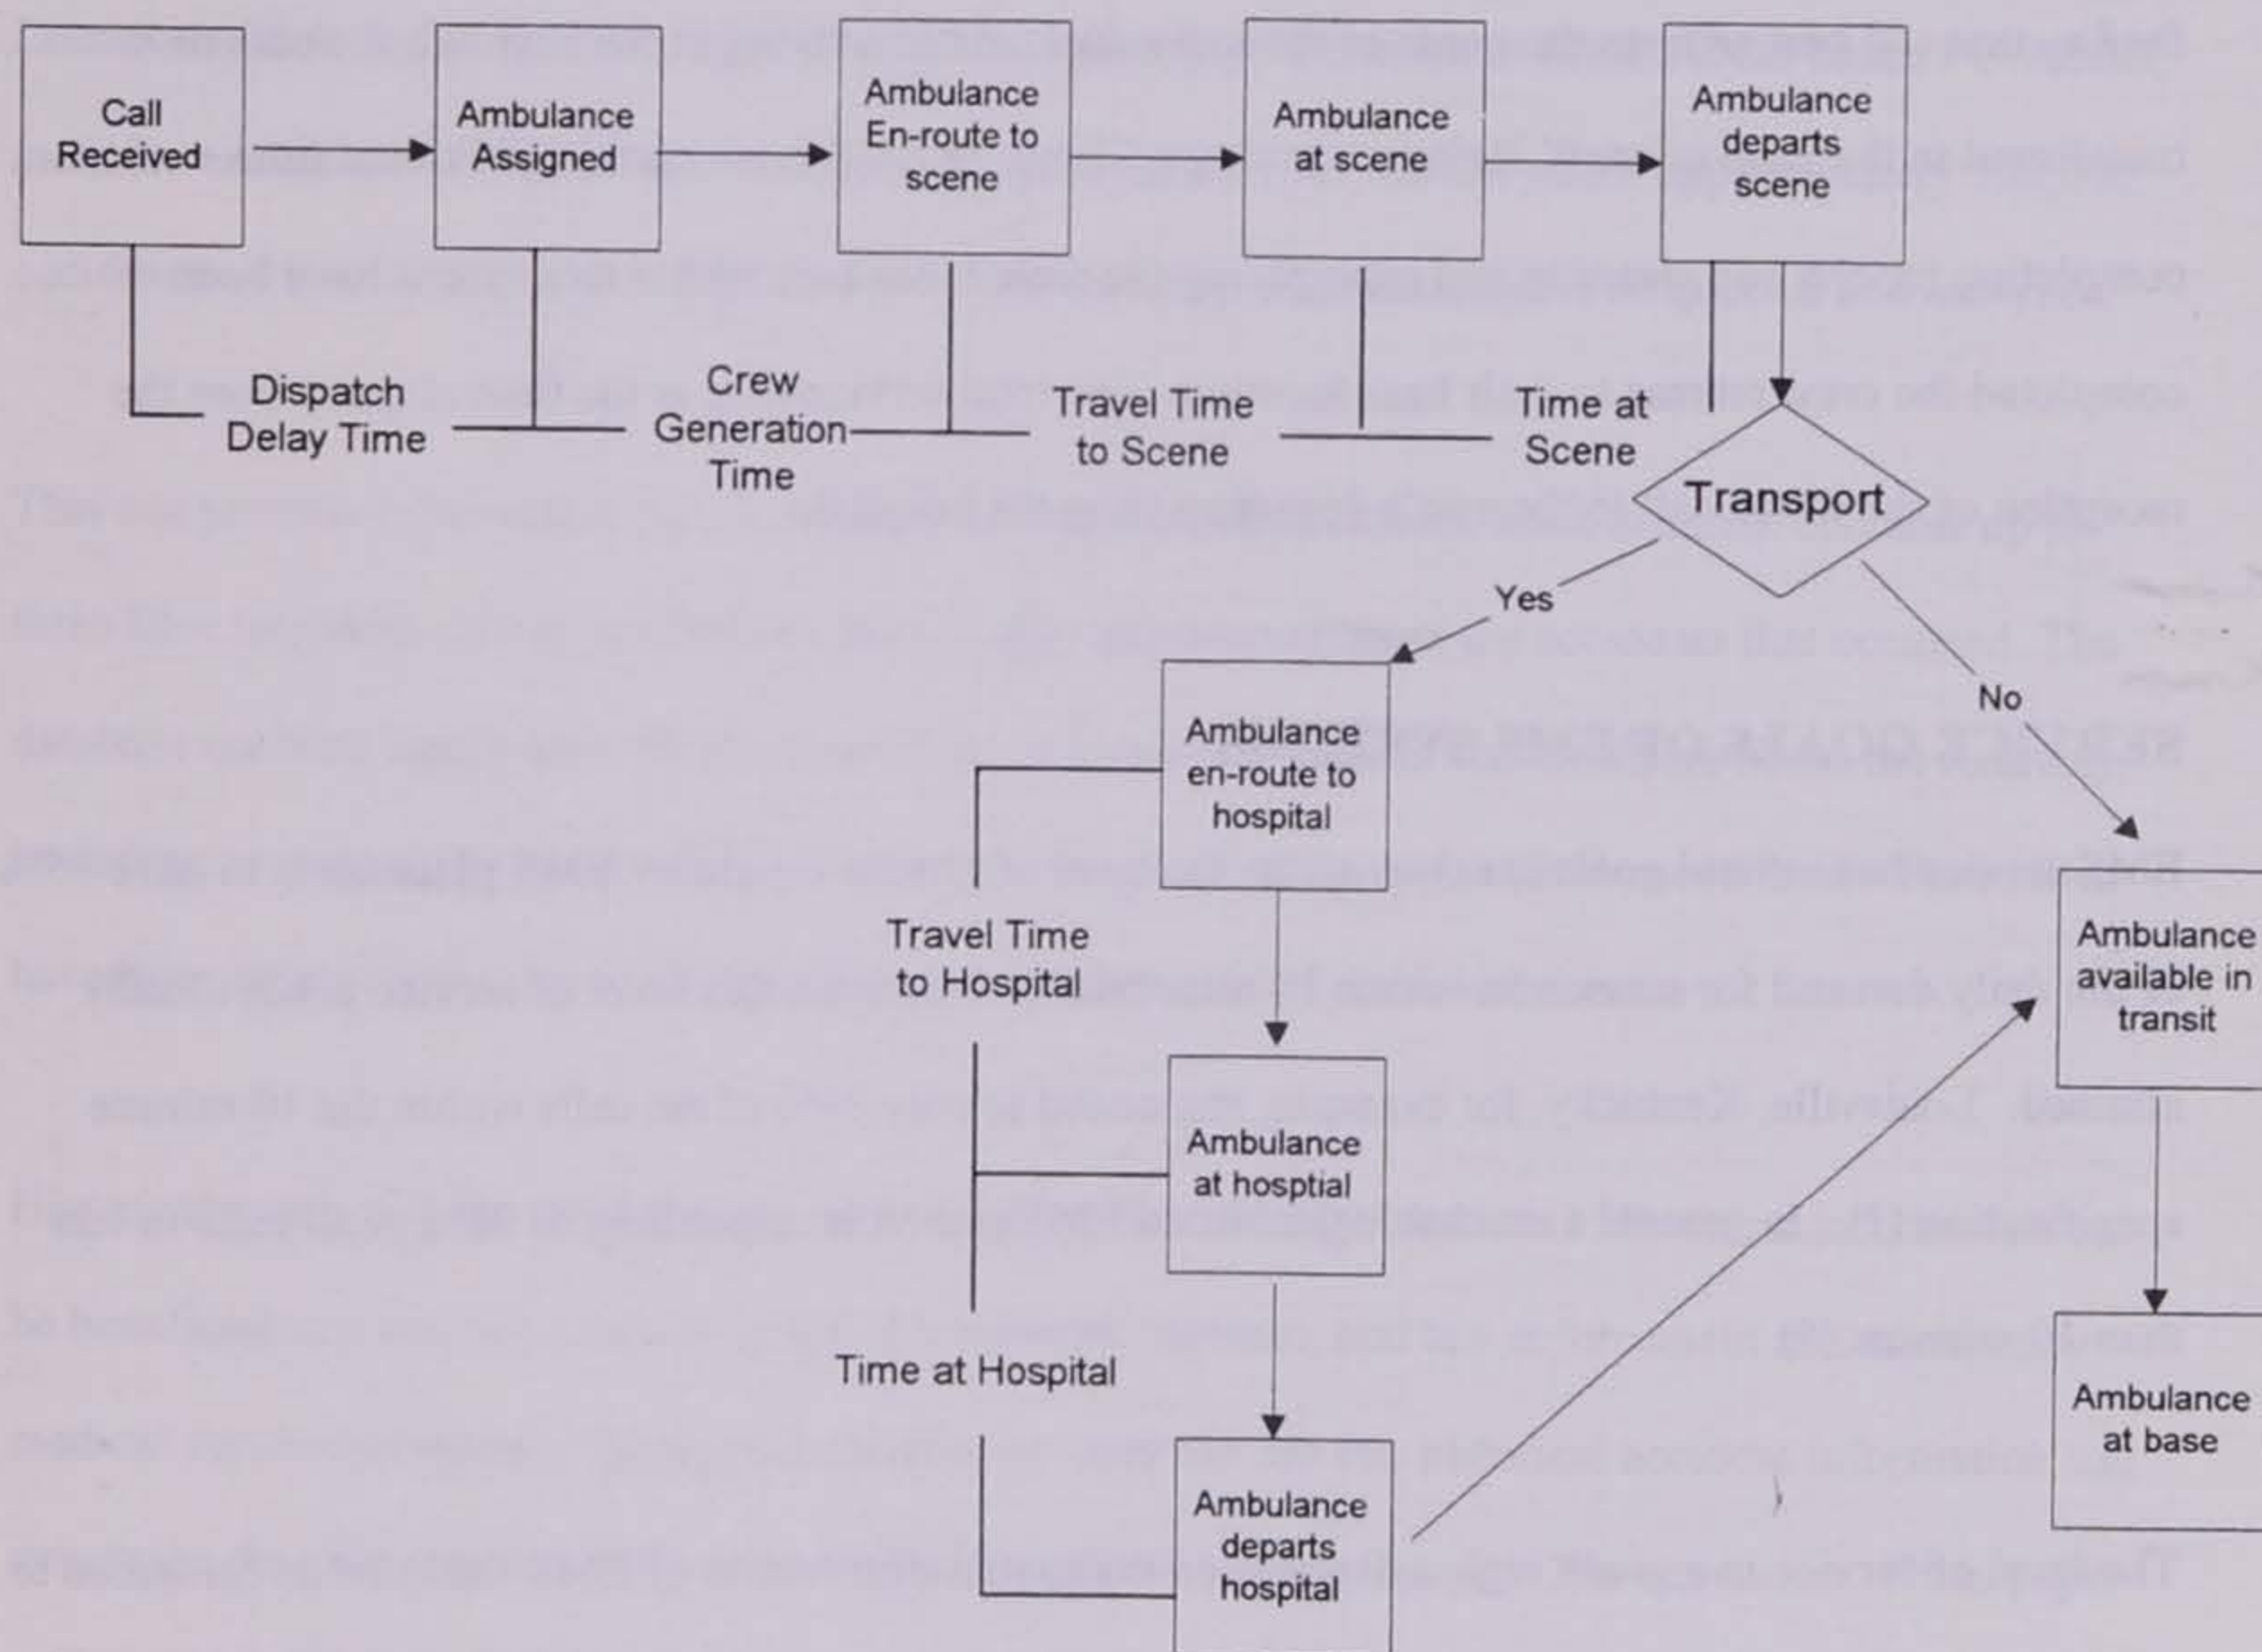 Call
Received
Ambulance
Assigned
Ambulance
En-route to
scene
Ambulance
at scene
Ambulance
departs
scene
Dispatch
Delay Time
Crew
Generation
Time
Travel Time
to Scene
Time at
Scene
Transport
Yes
No
Ambulance
en-route to
hospital
Travel Time
to Hospital
Ambulance
available in
transit
Ambulance
at hosptial
Time at Hospital
Ambulance
at base
Ambulance
departs
hospital